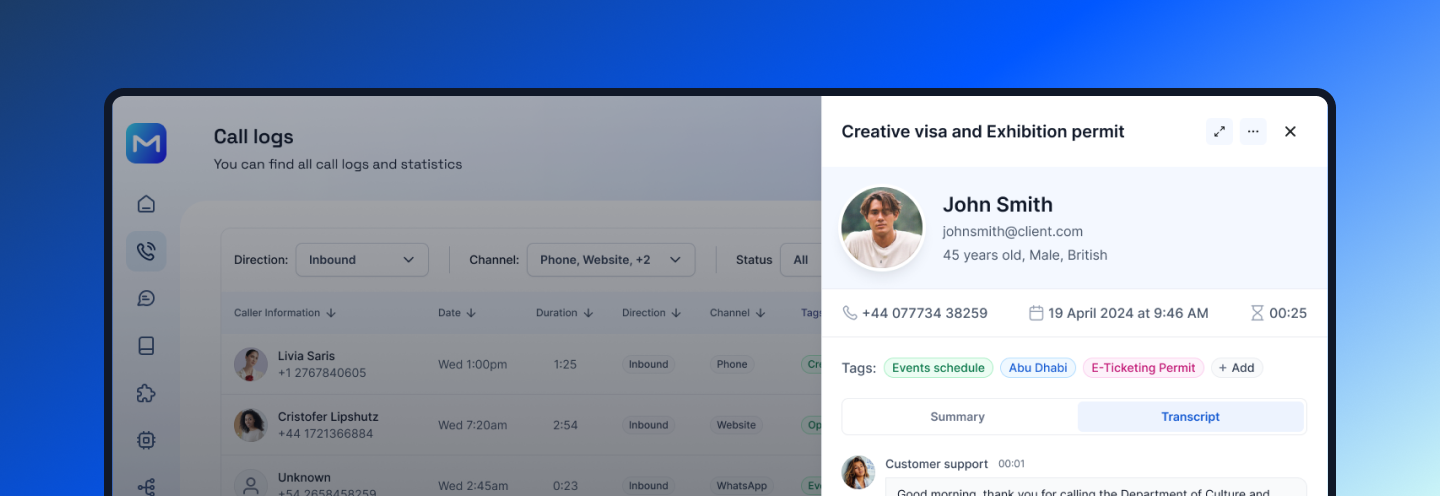 Call logs
You can find all call logs and statistics
Direction: Inbound Channel: Phone, Website, +2 Status All
Caller Information Date Duration Direction Channel Tags
Livia Saris
+1 2767840605
Wed 1:00pm 1:25 Inbound Phone
Cristofer Lipshutz
+44 1721366884
Wed 7:20am 2:54 Inbound Website
Unknown
+54 2658458259
Wed 2:45am 0:23 Inbound WhatsApp
Creative visa and Exhibition permit
John Smith
johnsmith@client.com
45 years old, Male, British
+44 077734 38259 19 April 2024 at 9:46 AM 00:25
Tags: Events schedule Abu Dhabi E-Ticketing Permit + Add
Summary Transcript
Customer support 00:01
Good morning, thank you for calling the Department of Culture and